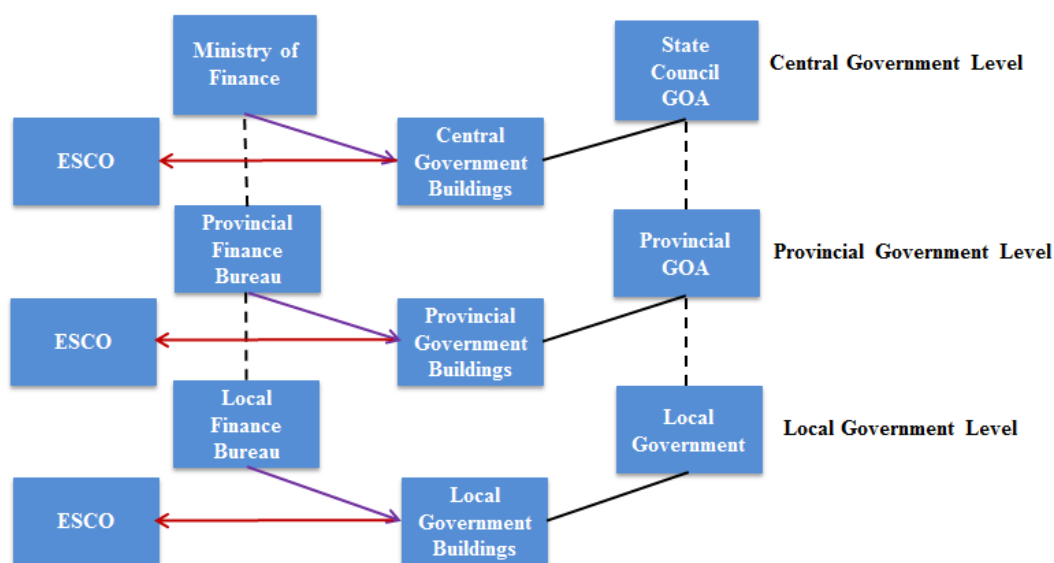 Ministry of
Finance
State
Council
GOA
Central Government Level
ESCO
Central
Government
Buildings
Provincial
Finance
Bureau
Provincial
GOA
Provincial Government Level
ESCO
Provincial
Government
Buildings
Local
Finance
Bureau
Local
Government
Local Government Level
ESCO
Local
Government
Buildings